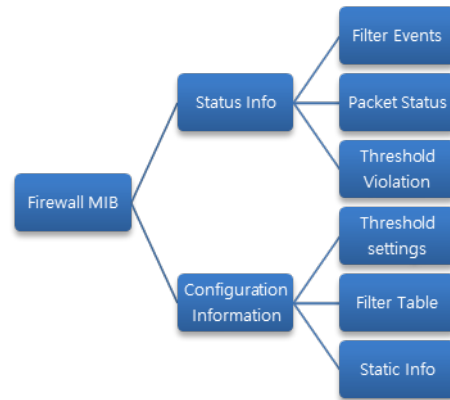 Firewall MIB
Status Info
Filter Events
Packet Status
Threshold
Violation
Configuration
Information
Threshold
settings
Filter Table
Static Info